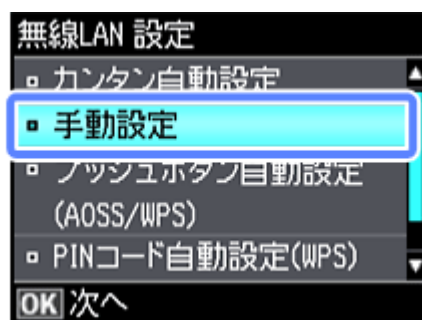 無線LAN 設定
カンタン自動設定
手動設定
プッシュボタン自動設定
(AOSS/WPS)
PINコード自動設定(WPS)
OK 次へ